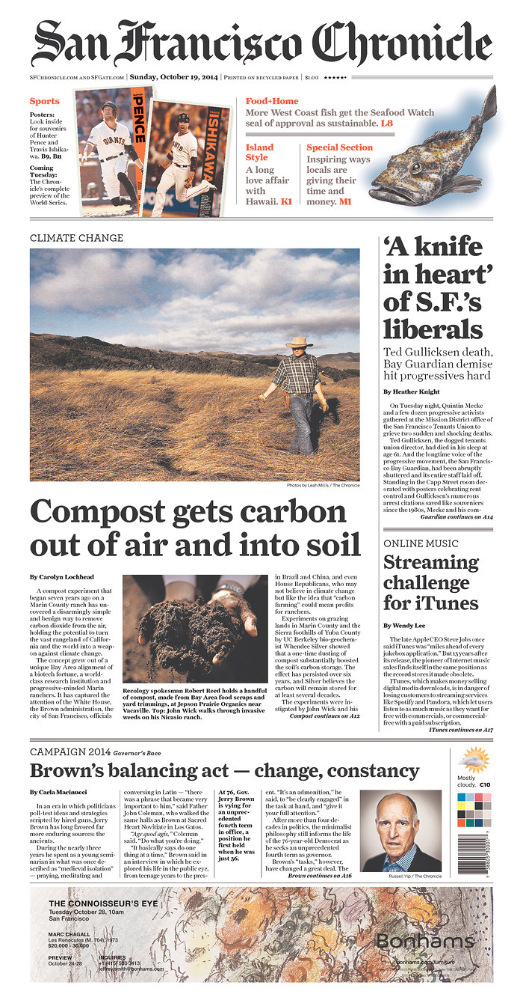 San Francisco Chronicle
SFChronicle.com and SFGate.com | Sunday, October 19, 2014 | Printed on recycled paper | $1.00 ★★★★★•
Sports
Posters:
Look inside
for souvenirs
of Hunter
Pence and
Travis Ishika-
wa. B9, B11
Coming
Tuesday:
The Chron-
icle's complete
preview of the
World Series.
PENCE
GIANTS
ISHIKAWA
GIANTS
Food+Home
More West Coast fish get the Seafood Watch
seal of approval as sustainable. L8
Island
Style
A long
love affair
with
Hawaii. K1
Special Section
Inspiring ways
locals are
giving their
time and
money. M1
CLIMATE CHANGE
Photos by Leah Millis / The Chronicle
Compost gets carbon
out of air and into soil
By Carolyn Lochhead
A compost experiment that
began seven years ago on a
Marin County ranch has un-
covered a disarmingly simple
and benign way to remove
carbon dioxide from the air,
holding the potential to turn
the vast rangeland of Califor-
nia and the world into a weap-
on against climate change.
The concept grew out of a
unique Bay Area alignment of
a biotech fortune, a world-
class research institution and
progressive-minded Marin
ranchers. It has captured the
attention of the White House,
the Brown administration, the
city of San Francisco, officials
Recology spokesman Robert Reed holds a handful
of compost, made from Bay Area food scraps and
yard trimmings, at Jepson Prairie Organics near
Vacaville. Top: John Wick walks through invasive
weeds on his Nicasio ranch.
in Brazil and China, and even
House Republicans, who may
not believe in climate change
but like the idea that "carbon
farming" could mean profits
for ranchers.
Experiments on grazing
lands in Marin County and the
Sierra foothills of Yuba County
by UC Berkeley bio-geochem-
ist Whendee Silver showed
that a one-time dusting of
compost substantially boosted
the soil's carbon storage. The
effect has persisted over six
years, and Silver believes the
carbon will remain stored for
at least several decades.
The experiments were in-
stigated by John Wick and his
Compost continues on A12
'A knife
in heart'
of S.F.'s
liberals
Ted Gullicksen death,
Bay Guardian demise
hit progressives hard
By Heather Knight
On Tuesday night, Quintin Mecke
and a few dozen progressive activists
gathered at the Mission District office of
the San Francisco Tenants Union to
grieve two sudden and shocking deaths.
Ted Gullicksen, the dogged tenants
union director, had died in his sleep at
age 61. And the longtime voice of the
progressive movement, the San Francis-
co Bay Guardian, had been abruptly
shuttered and its entire staff laid off.
Standing in the Capp Street room dec-
orated with posters celebrating rent
control and Gullicksen's numerous
arrest citations saved like souveniers
since the 1980s, Mecke and his com-
Guardian continues on A14
ONLINE MUSIC
Streaming
challenge
for iTunes
By Wendy Lee
The late Apple CEO Steve Jobs once
said iTunes was "miles ahead of every
jukebox application." But 13 years after
its release, the pioneer of Internet music
sales finds itself in the same position as
the record stores it made obsolete.
ITunes, which makes money selling
digital media downloads, is in danger of
losing customers to streaming services
like Spotify and Pandora, which let users
listen to as much music as they want for
free with commercials, or commercial-
free with a paid subscription.
ITunes continues on A17
CAMPAIGN 2014 Governor's Race
Brown's balancing act — change, constancy
By Carla Marinucci
In an era in which politicians
poll-test ideas and strategies
scripted by hired guns, Jerry
Brown has long favored far
more enduring sources: the
ancients.
During the nearly three
years he spent as a young semi-
narian in what was once de-
scribed as "medieval isolation"
— praying, meditating and
conversing in Latin — "there
was a phrase that became very
important to him," said Father
John Coleman, who walked the
same halls as Brown at Sacred
Heart Novitiate in Los Gatos.
"Age quod agis," Coleman
said. "Do what you're doing."
"It basically says do one
thing at a time," Brown said in
an interview in which he ex-
plored his life in the public eye,
from teenage years to the pres-
At 76, Gov.
Jerry Brown
is vying for
an unprec-
edented
fourth term
in office, a
position he
first held
when he was
just 36.
ent. "It's an admonition," he
said, to "be clearly engaged" in
the task at hand, and "give it
your full attention."
After more than four de-
cades in politics, the minimalist
philosophy still informs the life
of the 76-year-old Democrat as
he seeks an unprecedented
fourth term as governor.
Brown's "tasks," however,
have changed a great deal. The
Brown continues on A16
Russell Yip / The Chronicle
Mostly
cloudy. C10
THE CONNOISSEUR'S EYE
Tuesday October 28, 10am
San Francisco
MARC CHAGALL
Les Renoncules (M. 704), 1973
$20,000 - 30,000
PREVIEW
October 24-28
INQUIRIES
+1 (415) 503 3413
jeffrey.smith@bonhams.com
Bonhams
bonhams.com/furniture